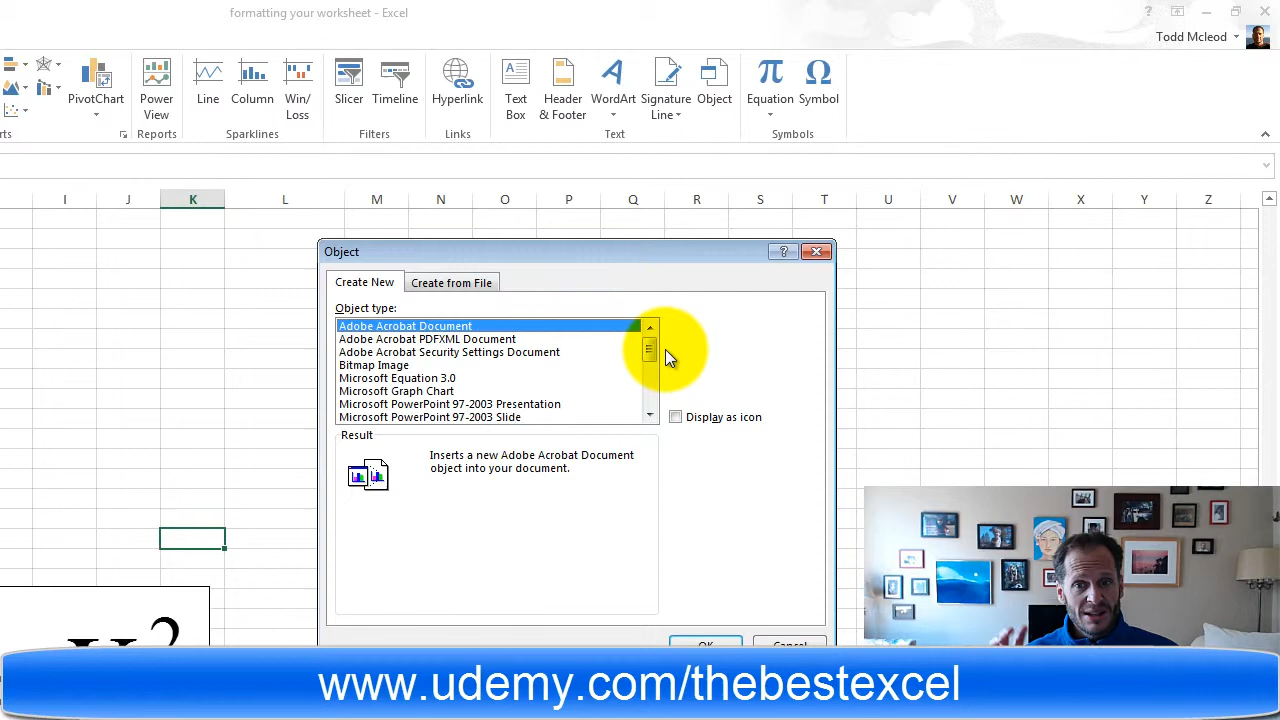 formatting your worksheet - Excel
Todd Mcleod
PivotChart
Power View
Line
Column
Win/ Loss
Slicer
Timeline
Hyperlink
Text Box
Header & Footer
WordArt
Signature Line
Object
Equation
Symbol
rts
Reports
Sparklines
Filters
Links
Text
Symbols
I J K L M N O P Q R S T U V W X Y Z
Object
Create New
Create from File
Object type:
Adobe Acrobat Document
Adobe Acrobat PDFXML Document
Adobe Acrobat Security Settings Document
Bitmap Image
Microsoft Equation 3.0
Microsoft Graph Chart
Microsoft PowerPoint 97-2003 Presentation
Microsoft PowerPoint 97-2003 Slide
Display as icon
Result
Inserts a new Adobe Acrobat Document
object into your document.
OK
Cancel
www.udemy.com/thebestexcel